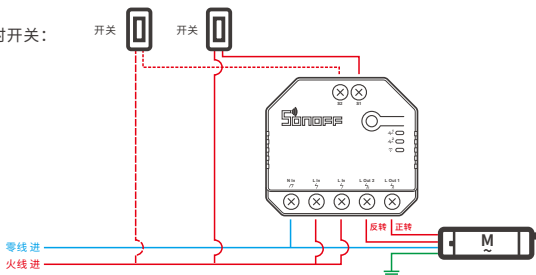 时开关：
开关 开关
S2 S1
SONOFF
N In L In L In L Out 2 L Out 1
反转 正转
零线 进
火线 进
M
~